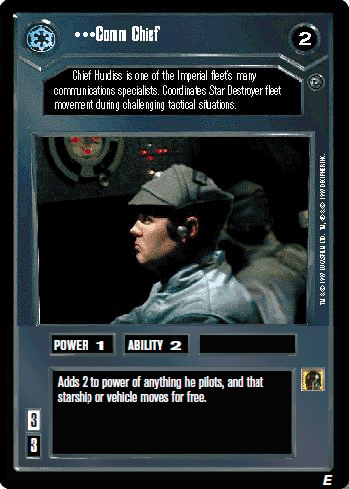 •••Comm Chief
2
Chief Huidiss is one of the Imperial fleet's many
communications specialists. Coordinates Star Destroyer fleet
movement during challenging tactical situations.
POWER 1
ABILITY 2
Adds 2 to power of anything he pilots, and that
starship or vehicle moves for free.
3
3
E